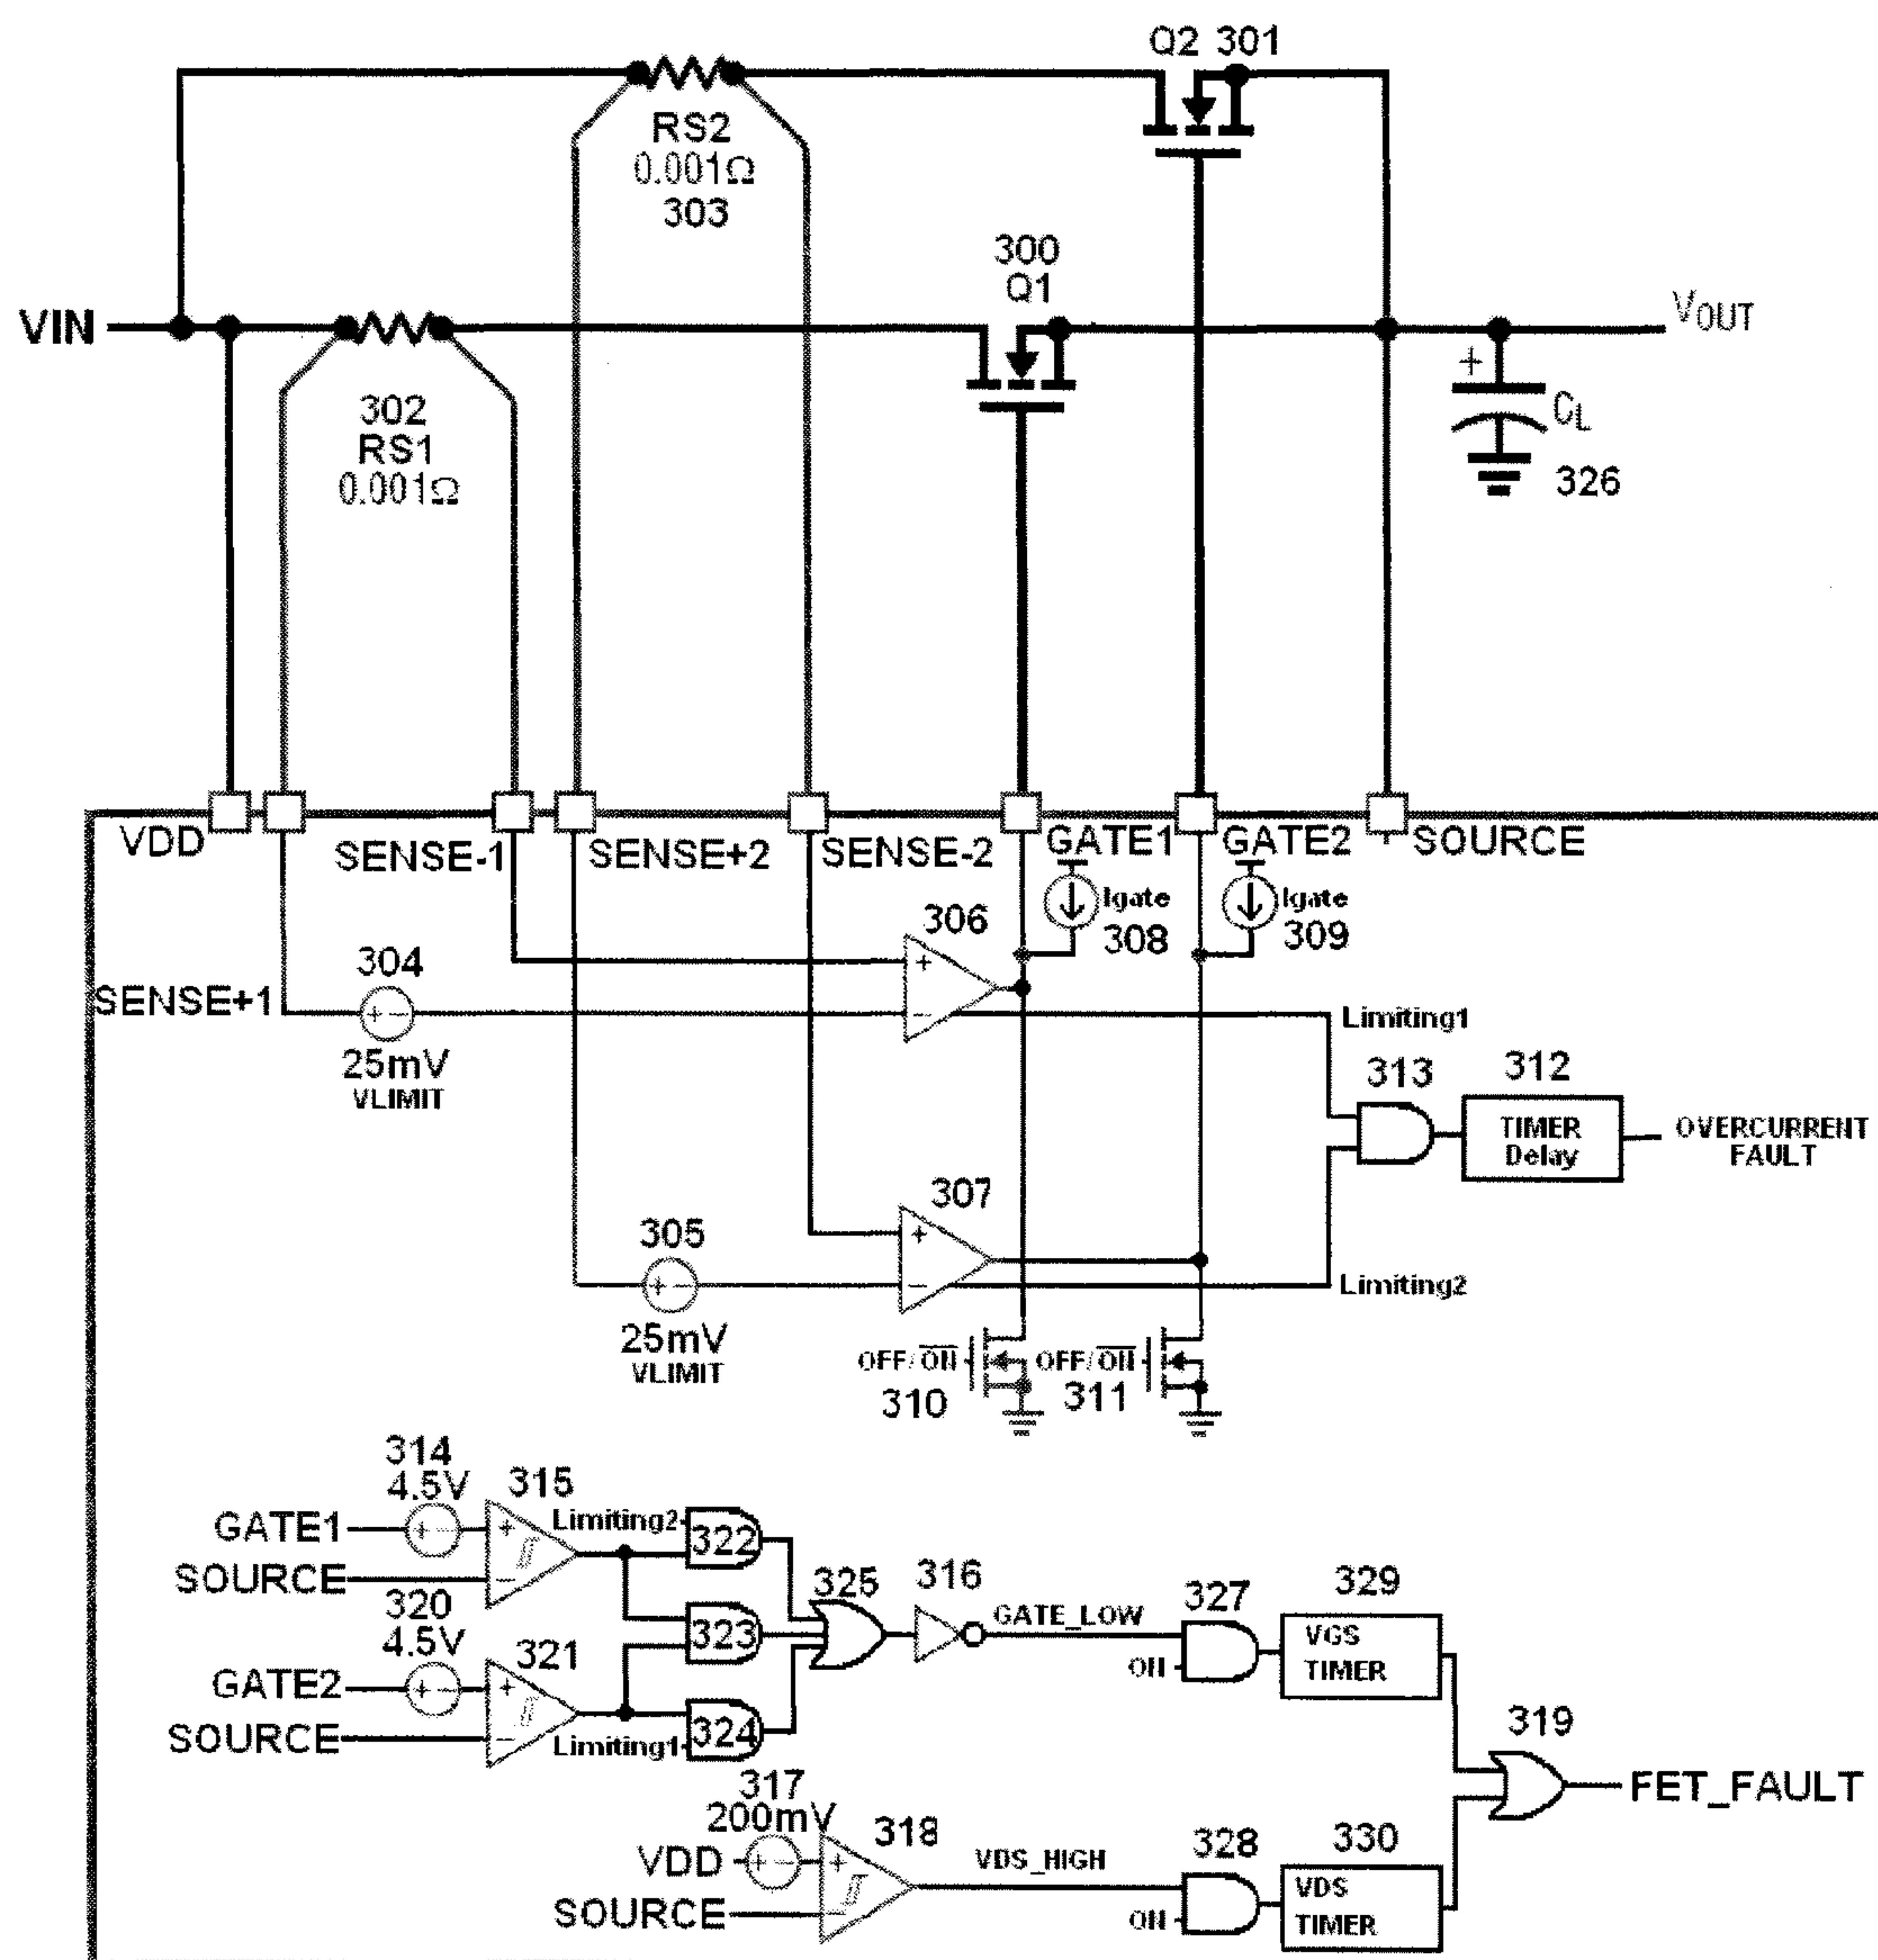 Q2 301
RS2
0.001Ω
303
300
Q1
VIN
VOUT
302
RS1
0.001Ω
+
CL
326
VDD
SENSE-1
SENSE+2
SENSE-2
GATE1
GATE2
SOURCE
Igate
308
Igate
309
306
304
+
SENSE+1
+ -
-
Limiting1
25mV
VLIMIT
313
312
TIMER
Delay
OVERCURRENT
FAULT
307
305
+
+ -
-
Limiting2
25mV
VLIMIT
OFF/ON
310
OFF/ON
311
314
4.5V
315
Limiting2
GATE1
+ -
+
322
SOURCE
-
320
4.5V
325
316
327
329
GATE_LOW
VGS
TIMER
323
ON
321
GATE2
+ -
+
SOURCE
-
Limiting1
324
319
317
200mV
318
328
330
FET_FAULT
VDD
+ -
+
VDS_HIGH
VDS
TIMER
SOURCE
-
ON